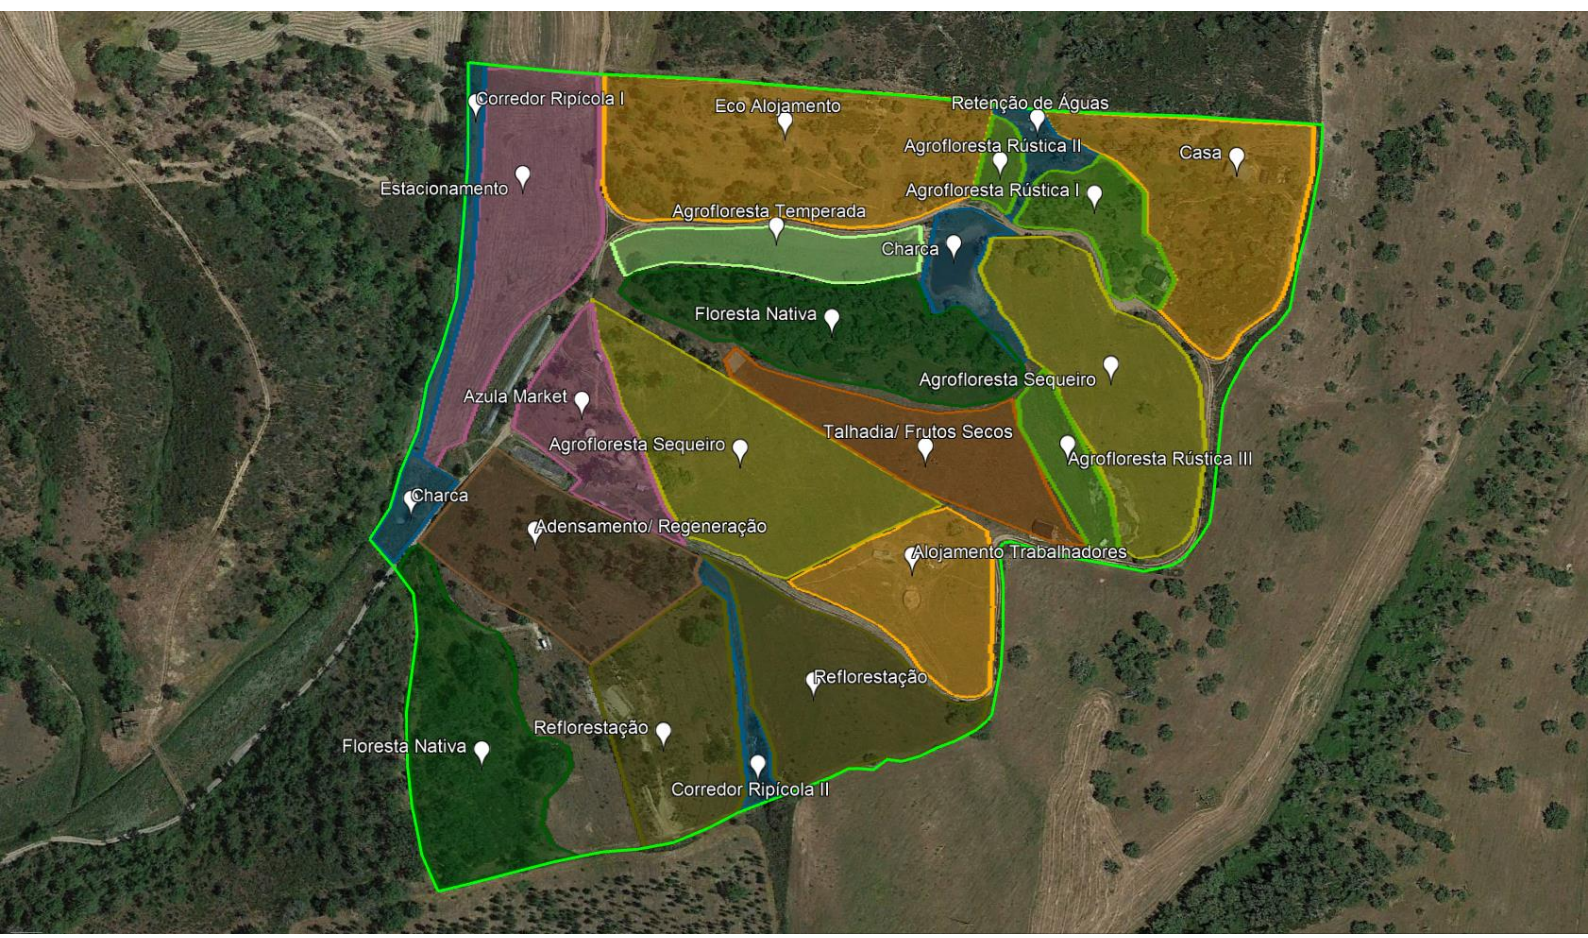 Corredor Ripícola I
Eco Alojamento
Retenção de Águas
Agrofloresta Rústica II
Casa
Estacionamento
Agrofloresta Rústica I
Agrofloresta Temperada
Charca
Floresta Nativa
Agrofloresta Sequeiro
Azula Market
Agrofloresta Sequeiro
Talhadia/ Frutos Secos
Agrofloresta Rústica III
Charca
Adensamento/ Regeneração
Alojamento Trabalhadores
Reflorestação
Reflorestação
Floresta Nativa
Corredor Ripícola II